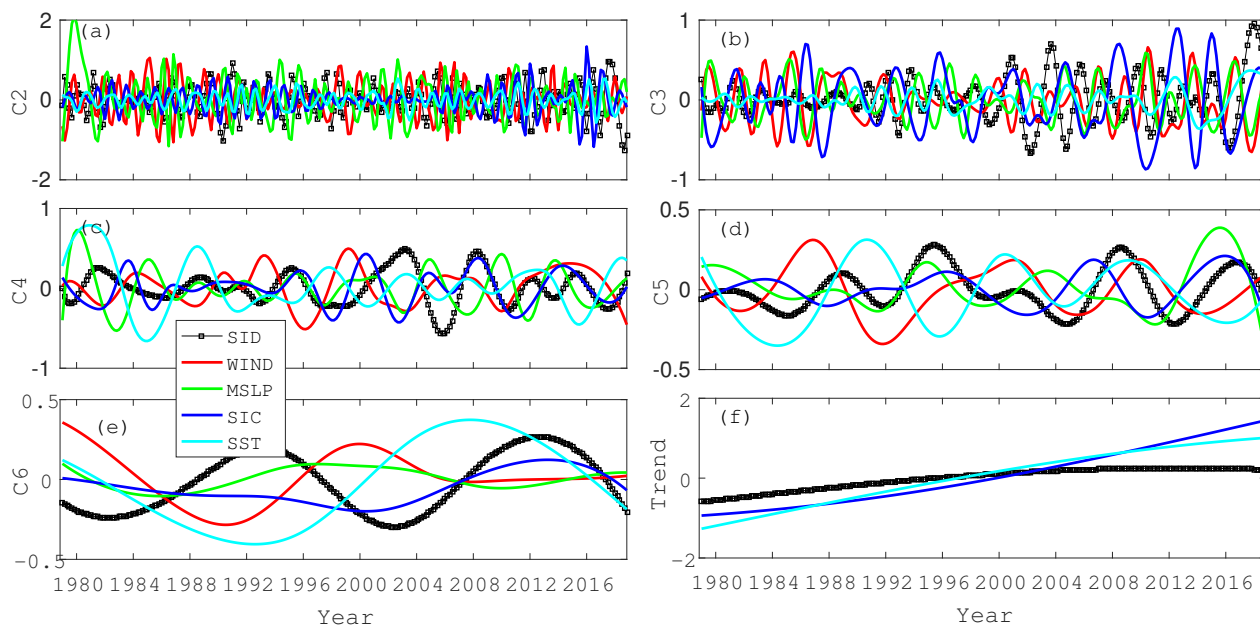 2
0
-2
C2
(a)
1
0
-1
C3
(b)
1
0
-1
C4
(c)
0.5
0
-0.5
C5
(d)
SID
WIND
MSLP
SIC
SST
0.5
0
-0.5
C6
(e)
1980 1984 1988 1992 1996 2000 2004 2008 2012 2016
Year
2
0
-2
Trend
(f)
1980 1984 1988 1992 1996 2000 2004 2008 2012 2016
Year